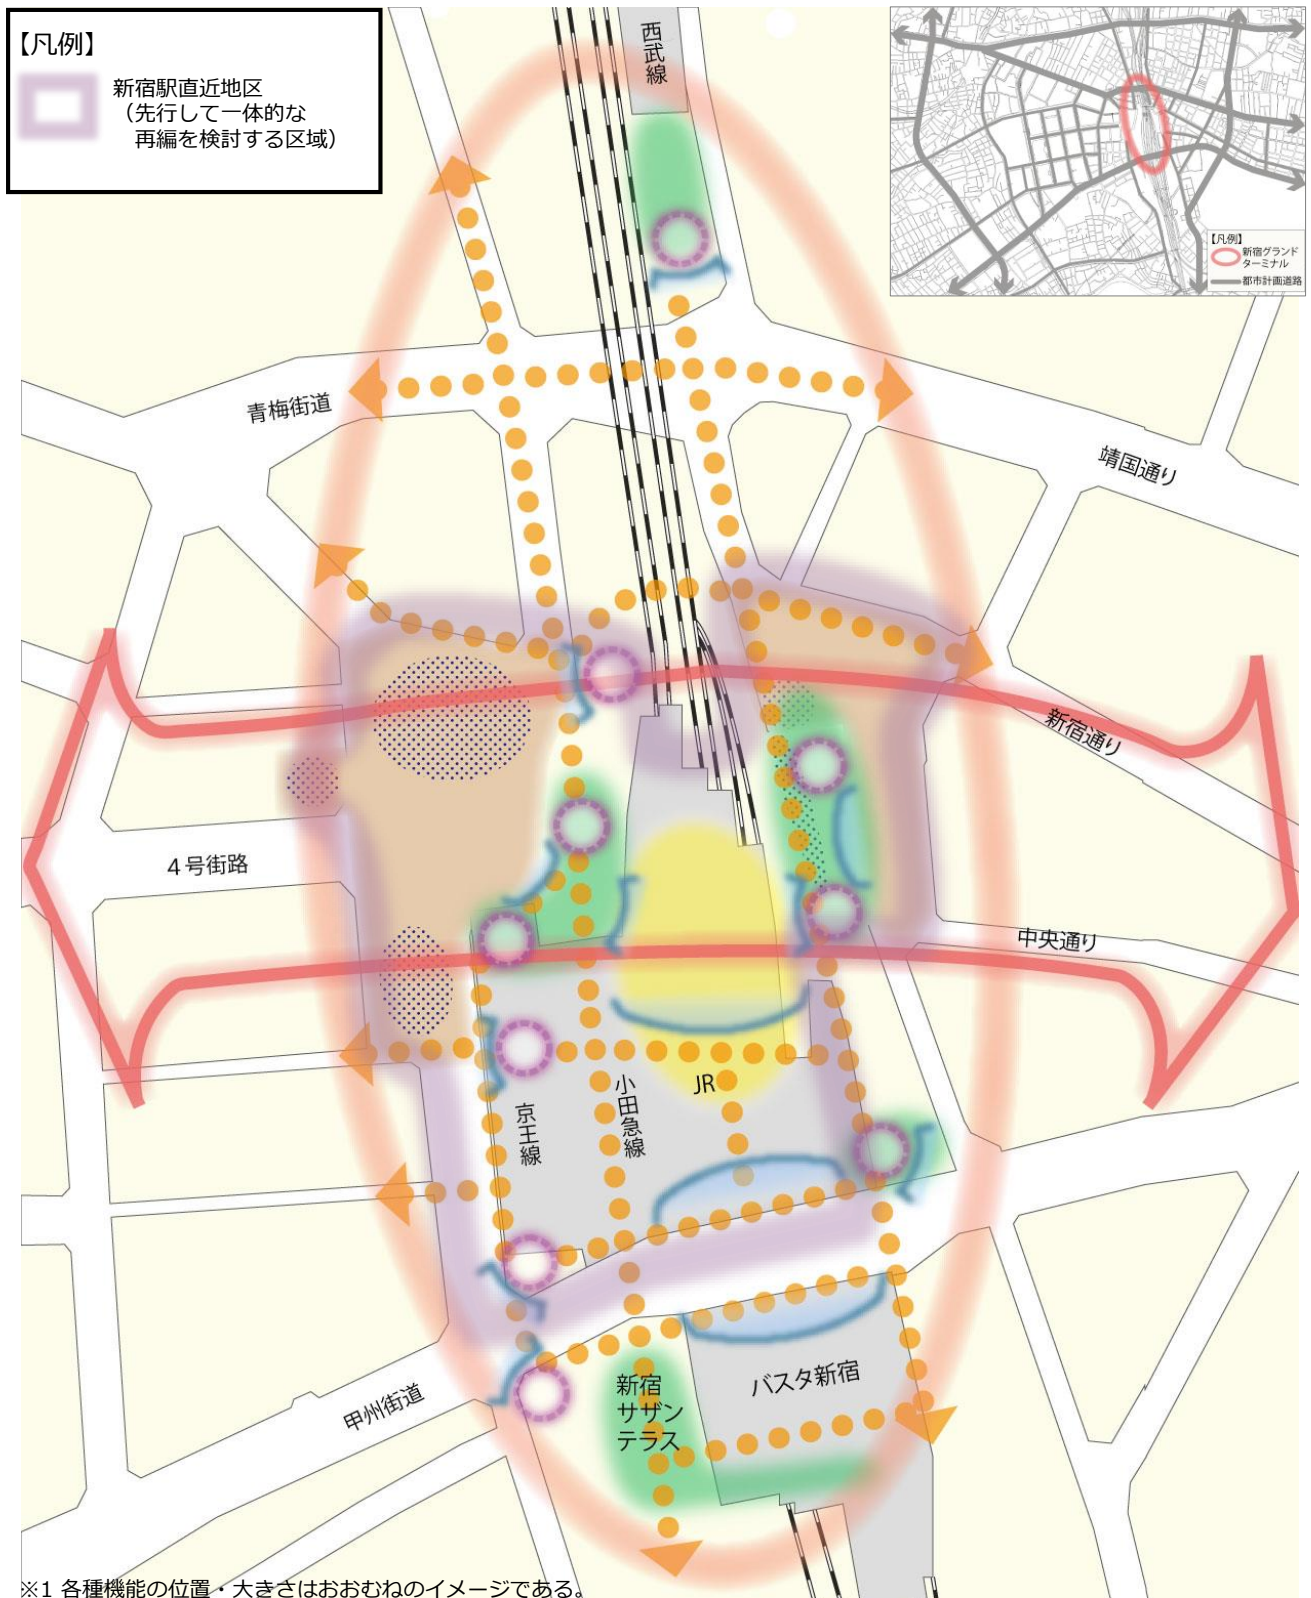 【凡例】
新宿駅直近地区
（先行して一体的な
再編を検討する区域）
西武線
【凡例】
新宿グランド
ターミナル
都市計画道路
青梅街道
靖国通り
新宿通り
4号街路
中央通り
JR
小田急線
京王線
新宿
サザン
テラス
バスタ新宿
甲州街道
※1 各種機能の位置・大きさはおおむねのイメージである。